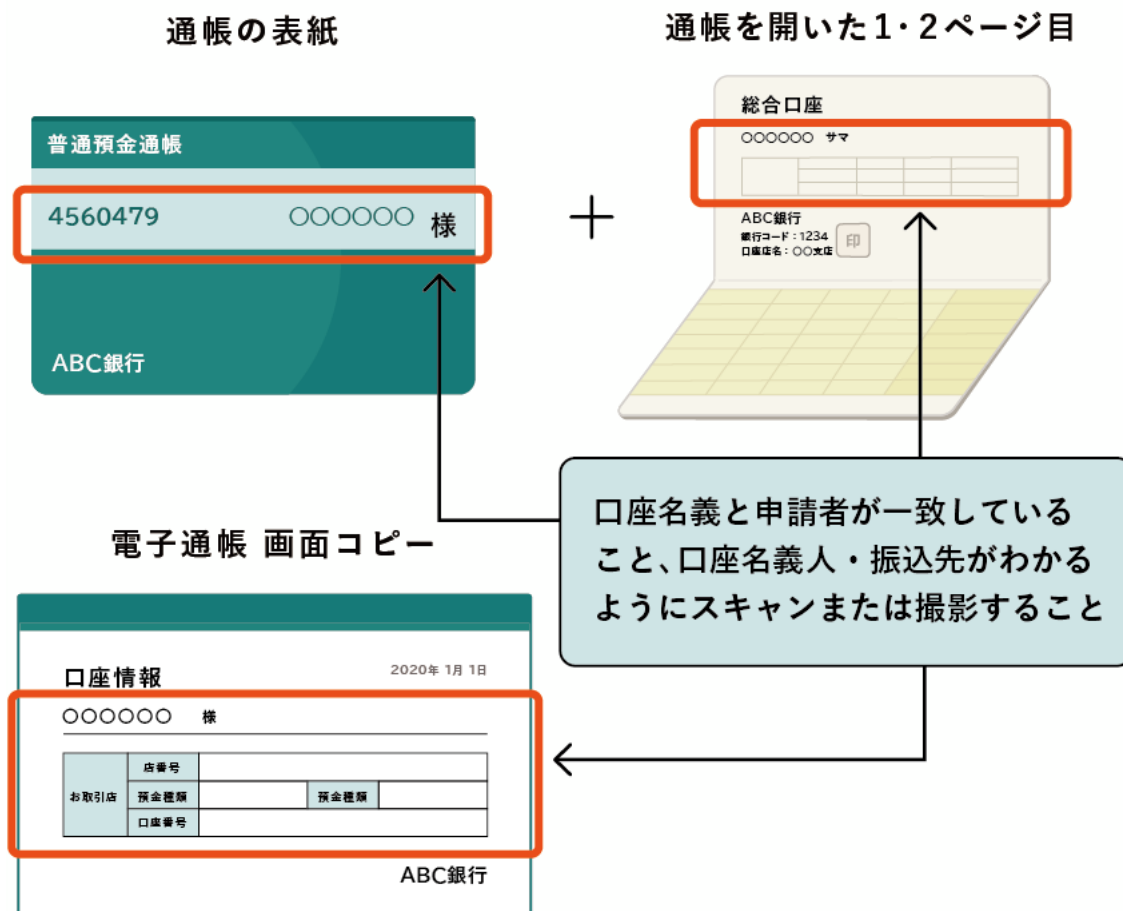 通帳の表紙
普通預金通帳
4560479 〇〇〇〇〇〇 様
ABC銀行
+
通帳を開いた1・2ページ目
総合口座
〇〇〇〇〇〇 サマ
ABC銀行
銀行コード：1234
口座店名：〇〇支店
印
口座名義と申請者が一致している
こと、口座名義人・振込先がわかる
ようにスキャンまたは撮影すること
電子通帳 画面コピー
口座情報
2020年 1月 1日
〇〇〇〇〇〇 様
お取引店
店番号
預金種類 預金種類
口座番号
ABC銀行